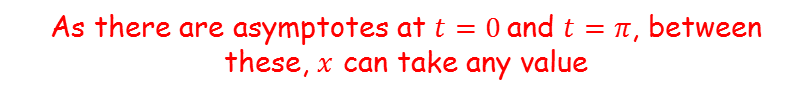 As there are asymptotes at 𝑡 = 0 and 𝑡 = 𝜋, between
these, 𝑥 can take any value